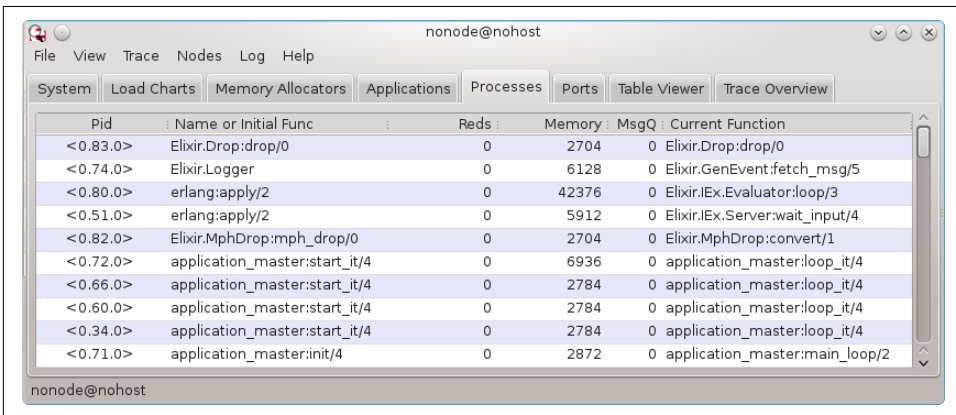 nonode@nohost
File View Trace Nodes Log Help
System Load Charts Memory Allocators Applications Processes Ports Table Viewer Trace Overview
Pid Name or Initial Func Reds Memory MsgQ Current Function
<0.83.0> Elixir.Drop:drop/0 0 2704 0 Elixir.Drop:drop/0
<0.74.0> Elixir.Logger 0 6128 0 Elixir.GenEvent:fetch_msg/5
<0.80.0> erlang:apply/2 0 42376 0 Elixir.IEx.Evaluator:loop/3
<0.51.0> erlang:apply/2 0 5912 0 Elixir.IEx.Server:wait_input/4
<0.82.0> Elixir.MphDrop:mph_drop/0 0 2704 0 Elixir.MphDrop:convert/1
<0.72.0> application_master:start_it/4 0 6936 0 application_master:loop_it/4
<0.66.0> application_master:start_it/4 0 2784 0 application_master:loop_it/4
<0.60.0> application_master:start_it/4 0 2784 0 application_master:loop_it/4
<0.34.0> application_master:start_it/4 0 2784 0 application_master:loop_it/4
<0.71.0> application_master:init/4 0 2872 0 application_master:main_loop/2
nonode@nohost